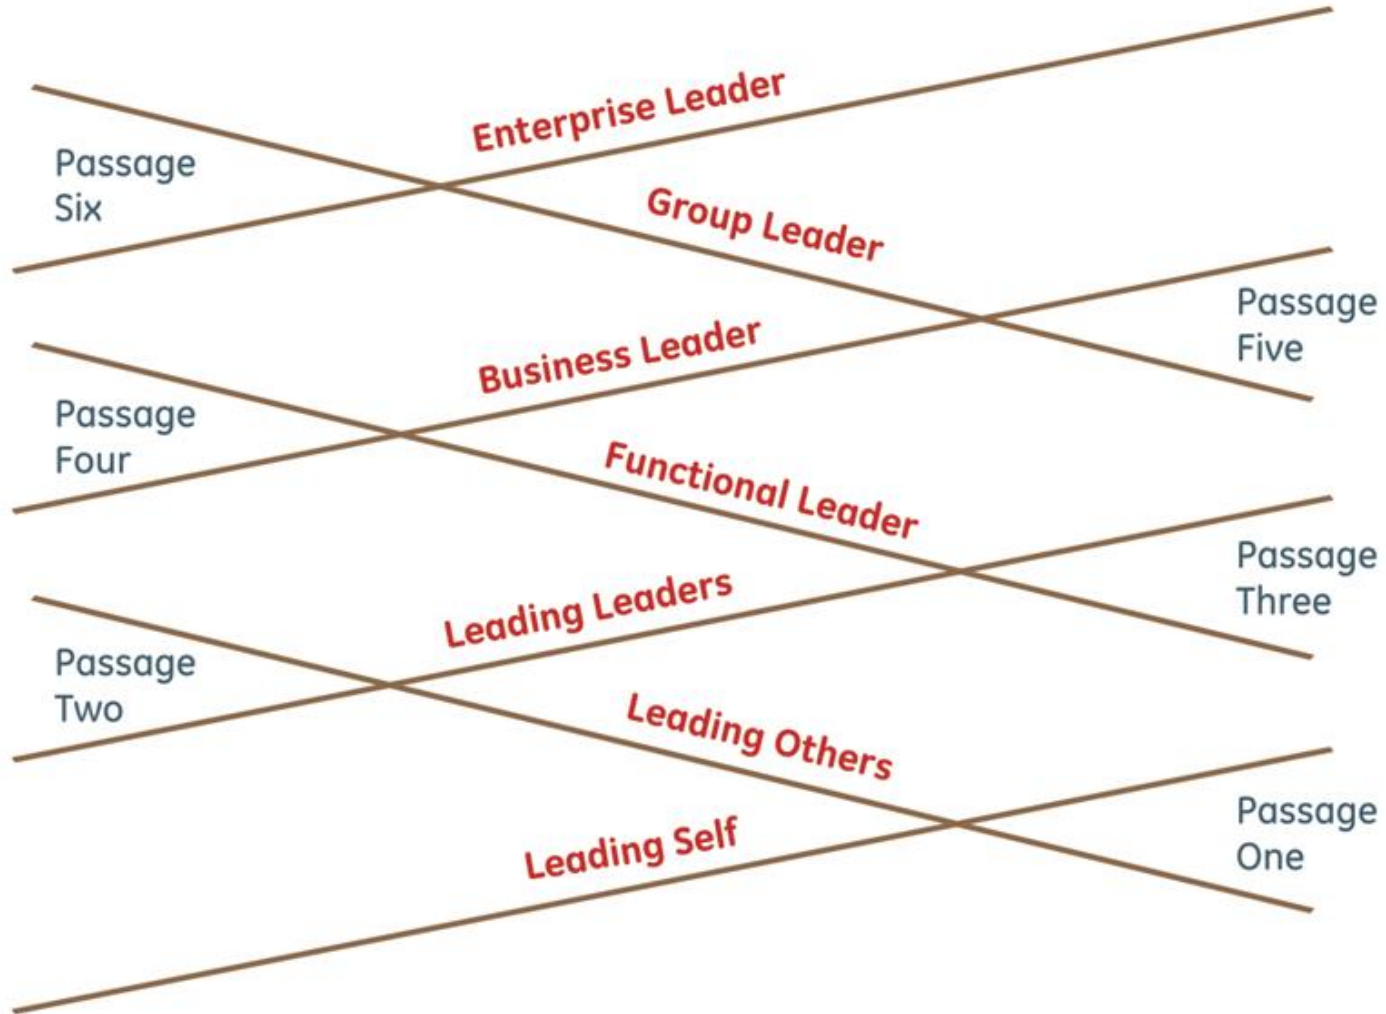 Enterprise Leader
Passage
Six
Group Leader
Passage
Five
Business Leader
Passage
Four
Functional Leader
Passage
Three
Leading Leaders
Passage
Two
Leading Others
Passage
One
Leading Self